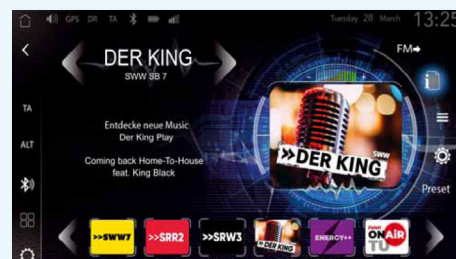 GPS DR TA
Tuesday 28 March 13:25
FM
DER KING
SWW SB 7
TA
Entdecke neue Music
Der King Play
ALT
Coming back Home-To-House
feat. King Black
>>DER KING
SWW
Preset
>>SWW7
>>SRR2
>>SRW3
DER KING
ENERGY++
ONAiR
TU